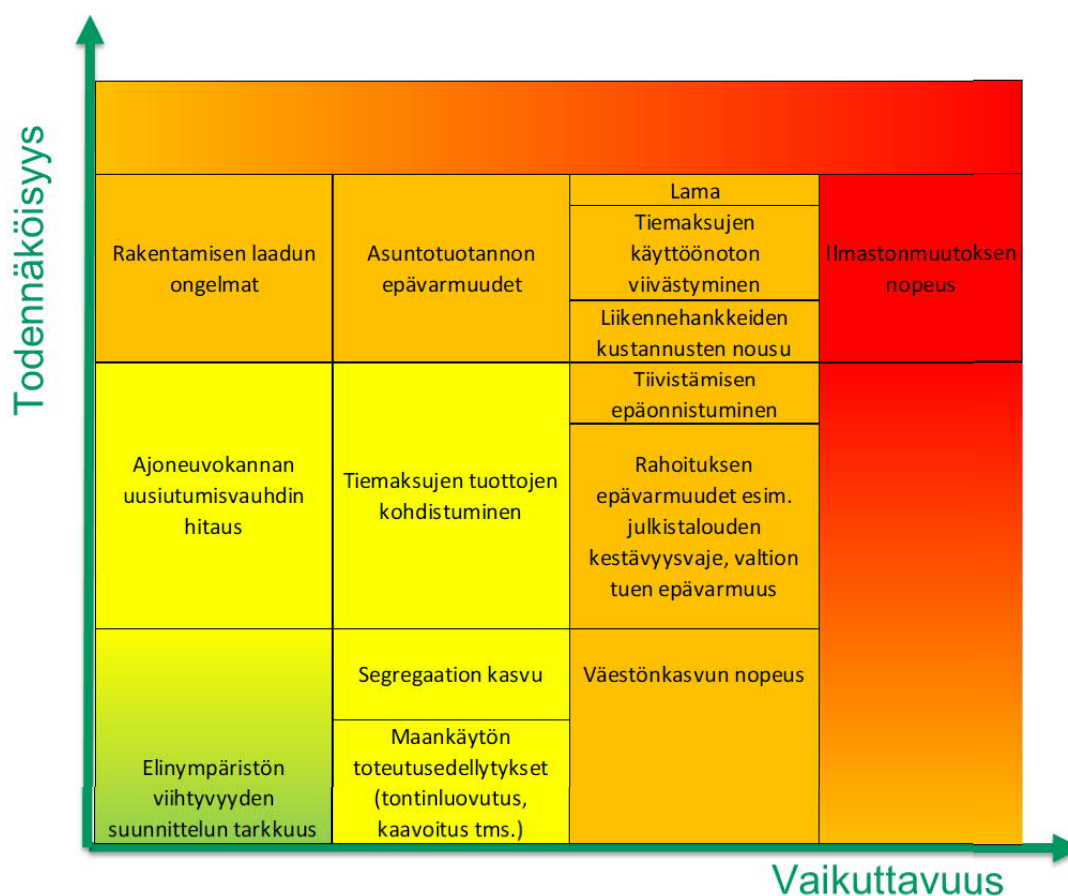 Todennäköisyys
Rakentamisen laadun
ongelmat
Asuntotuotannon
epävarmuudet
Lama
Tiemaksujen
käyttöönoton
viivästyminen
Liikennehankkeiden
kustannusten nousu
Ilmastonmuutoksen
nopeus
Ajoneuvokannan
uusiutumisvauhdin
hitaus
Tiemaksujen tuottojen
kohdistuminen
Tiivistämisen
epäonnistuminen
Rahoituksen
epävarmuudet esim.
julkistalouden
kestävyysvaje, valtion
tuen epävarmuus
Elinympäristön
viihtyvyyden
suunnittelun tarkkuus
Segregaation kasvu
Maankäytön
toteutusedellytykset
(tontinluovutus,
kaavoitus tms.)
Väestönkasvun nopeus
Vaikuttavuus